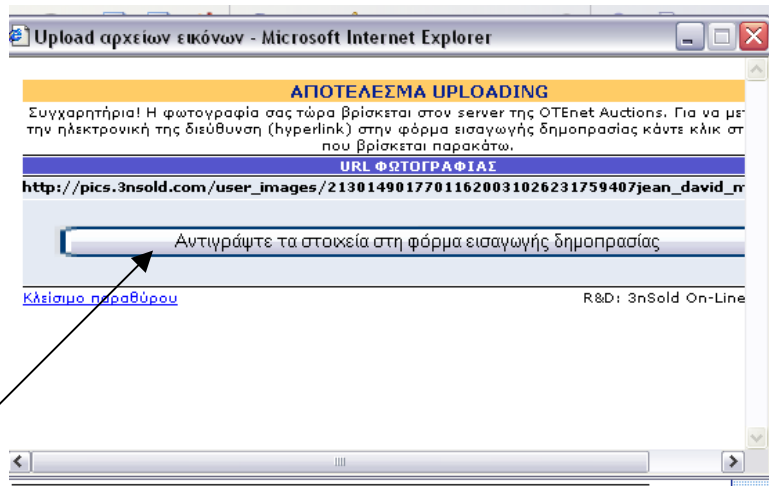 Upload αρχείων εικόνων - Microsoft Internet Explorer
ΑΠΟΤΕΛΕΣΜΑ UPLOADING
Συγχαρητήρια! Η φωτογραφία σας τώρα βρίσκεται στον server της OTEnet Auctions. Για να με
την ηλεκτρονική της διεύθυνση (hyperlink) στην φόρμα εισαγωγής δημοπρασίας κάντε κλικ στ
που βρίσκεται παρακάτω.
URL ΦΩΤΟΓΡΑΦΙΑΣ
http://pics.3nsold.com/user_images/21301490177011620031026231759407jean_david_m
Αντιγράψτε τα στοιχεία στη φόρμα εισαγωγής δημοπρασίας
Κλείσιμο παραθύρου R&D: 3nSold On-Line